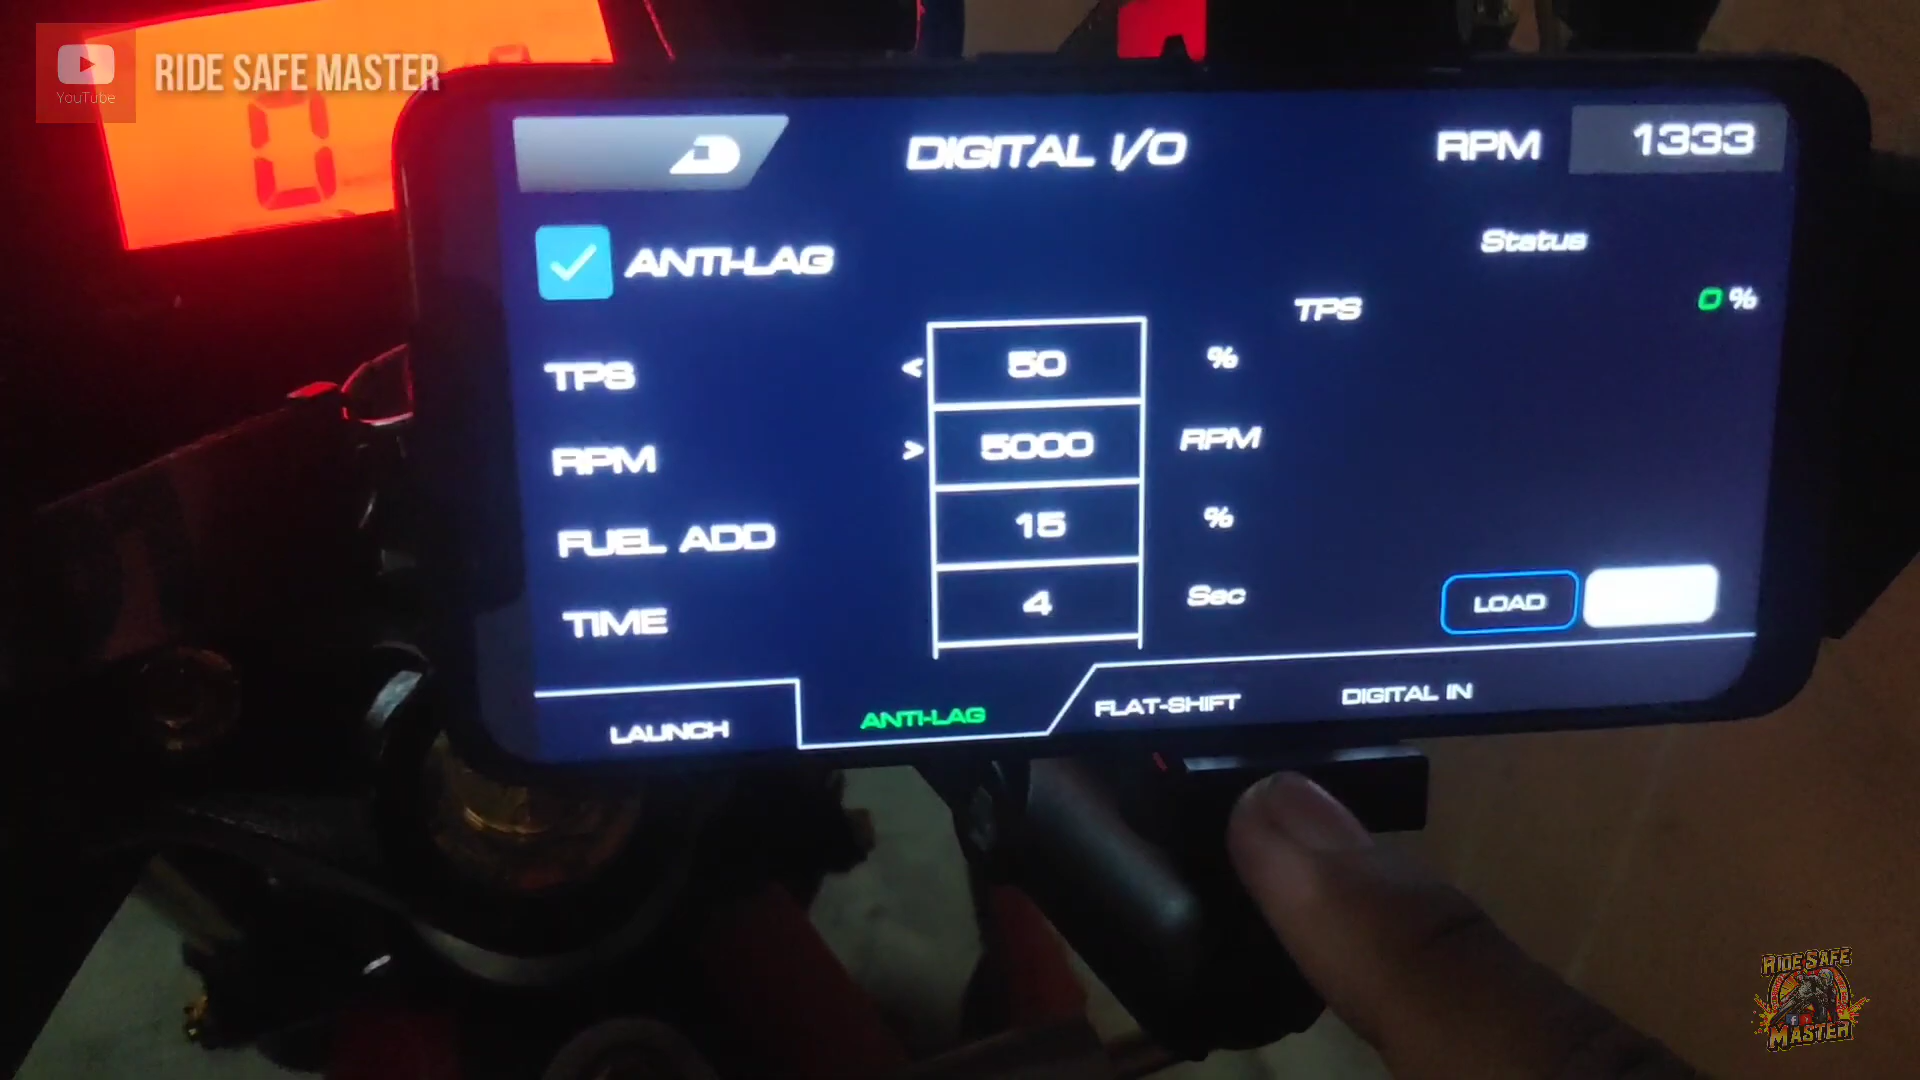 YouTube
RIDE SAFE MASTER
0
DIGITAL I/O
RPM 1333
ANTI-LAG
Status
TPS 0 %
TPS < 50 %
RPM > 5000 RPM
FUEL ADD 15 %
TIME 4 Sec
LOAD
LAUNCH
ANTI-LAG
FLAT-SHIFT
DIGITAL IN
RIDE SAFE
MASTER